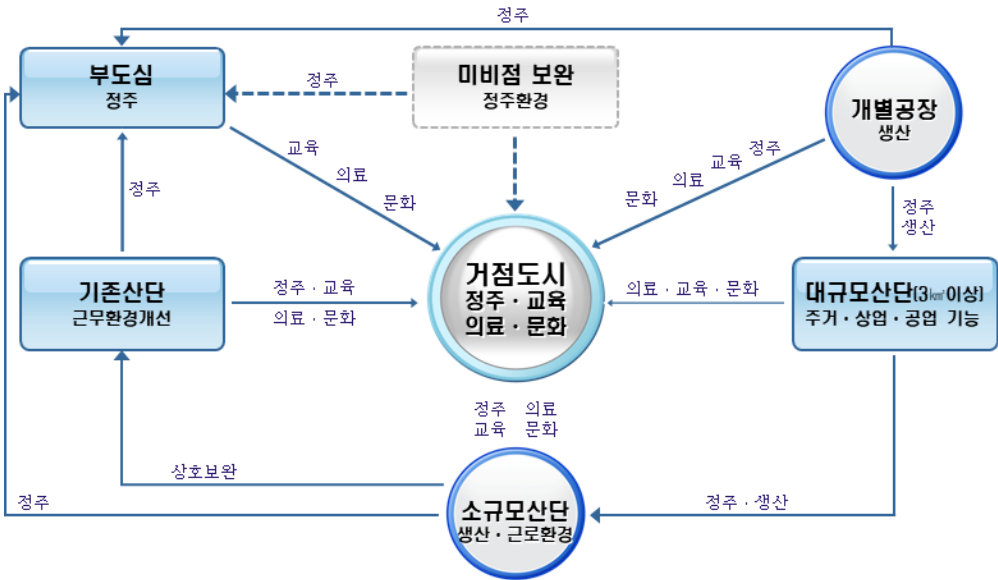 정주
부도심
정주
정주
미비점 보완
정주환경
개별공장
생산
교육
의료
문화
정주
교육
의료
문화
정주
정주
생산
기존산단
근무환경개선
정주 · 교육
의료 · 문화
거점도시
정주 · 교육
의료 · 문화
의료 · 교육 · 문화
대규모산단(3㎢이상)
주거 · 상업 · 공업 기능
정주 의료
교육 문화
상호보완
정주
소규모산단
생산 · 근로환경
정주 · 생산